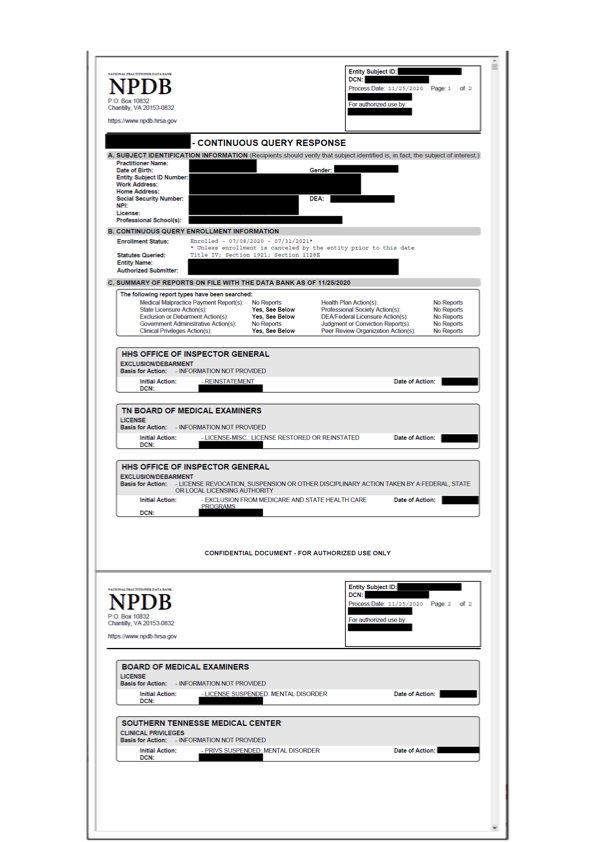 NATIONAL PRACTITIONER DATA BANK
NPDB
P.O. Box 10832
Chantilly, VA 20153-0832
https://www.npdb.hrsa.gov
Entity Subject ID:
DCN:
Process Date: 11/25/2020 Page: 1 of 2
For authorized use by:
- CONTINUOUS QUERY RESPONSE
A. SUBJECT IDENTIFICATION INFORMATION (Recipients should verify that subject identified is, in fact, the subject of interest.)
Practitioner Name:
Date of Birth: Gender:
Entity Subject ID Number:
Work Address:
Home Address:
Social Security Number: DEA:
NPI:
License:
Professional School(s):
B. CONTINUOUS QUERY ENROLLMENT INFORMATION
Enrollment Status: Enrolled - 07/08/2020 - 07/31/2021*
* Unless enrollment is canceled by the entity prior to this date
Statutes Queried: Title IV; Section 1921; Section 1128E
Entity Name:
Authorized Submitter:
C. SUMMARY OF REPORTS ON FILE WITH THE DATA BANK AS OF 11/25/2020
The following report types have been searched:
Medical Malpractice Payment Report(s): No Reports Health Plan Action(s): No Reports
State Licensure Action(s): Yes, See Below Professional Society Action(s): No Reports
Exclusion or Debarment Action(s): Yes, See Below DEA/Federal Licensure Action(s): No Reports
Government Administrative Action(s): No Reports Judgment or Conviction Report(s): No Reports
Clinical Privileges Action(s): Yes, See Below Peer Review Organization Action(s): No Reports
HHS OFFICE OF INSPECTOR GENERAL
EXCLUSION/DEBARMENT
Basis for Action: - INFORMATION NOT PROVIDED
Initial Action: - REINSTATEMENT Date of Action:
DCN:
TN BOARD OF MEDICAL EXAMINERS
LICENSE
Basis for Action: - INFORMATION NOT PROVIDED
Initial Action: - LICENSE-MISC.: LICENSE RESTORED OR REINSTATED Date of Action:
DCN:
HHS OFFICE OF INSPECTOR GENERAL
EXCLUSION/DEBARMENT
Basis for Action: - LICENSE REVOCATION, SUSPENSION OR OTHER DISCIPLINARY ACTION TAKEN BY A FEDERAL, STATE
OR LOCAL LICENSING AUTHORITY
Initial Action: - EXCLUSION FROM MEDICARE AND STATE HEALTH CARE Date of Action:
PROGRAMS
DCN:
CONFIDENTIAL DOCUMENT - FOR AUTHORIZED USE ONLY
NATIONAL PRACTITIONER DATA BANK
NPDB
P.O. Box 10832
Chantilly, VA 20153-0832
https://www.npdb.hrsa.gov
Entity Subject ID:
DCN:
Process Date: 11/25/2020 Page: 2 of 2
For authorized use by:
BOARD OF MEDICAL EXAMINERS
LICENSE
Basis for Action: - INFORMATION NOT PROVIDED
Initial Action: - LICENSE SUSPENDED: MENTAL DISORDER Date of Action:
DCN:
SOUTHERN TENNESSE MEDICAL CENTER
CLINICAL PRIVILEGES
Basis for Action: - INFORMATION NOT PROVIDED
Initial Action: - PRIVS SUSPENDED: MENTAL DISORDER Date of Action:
DCN: